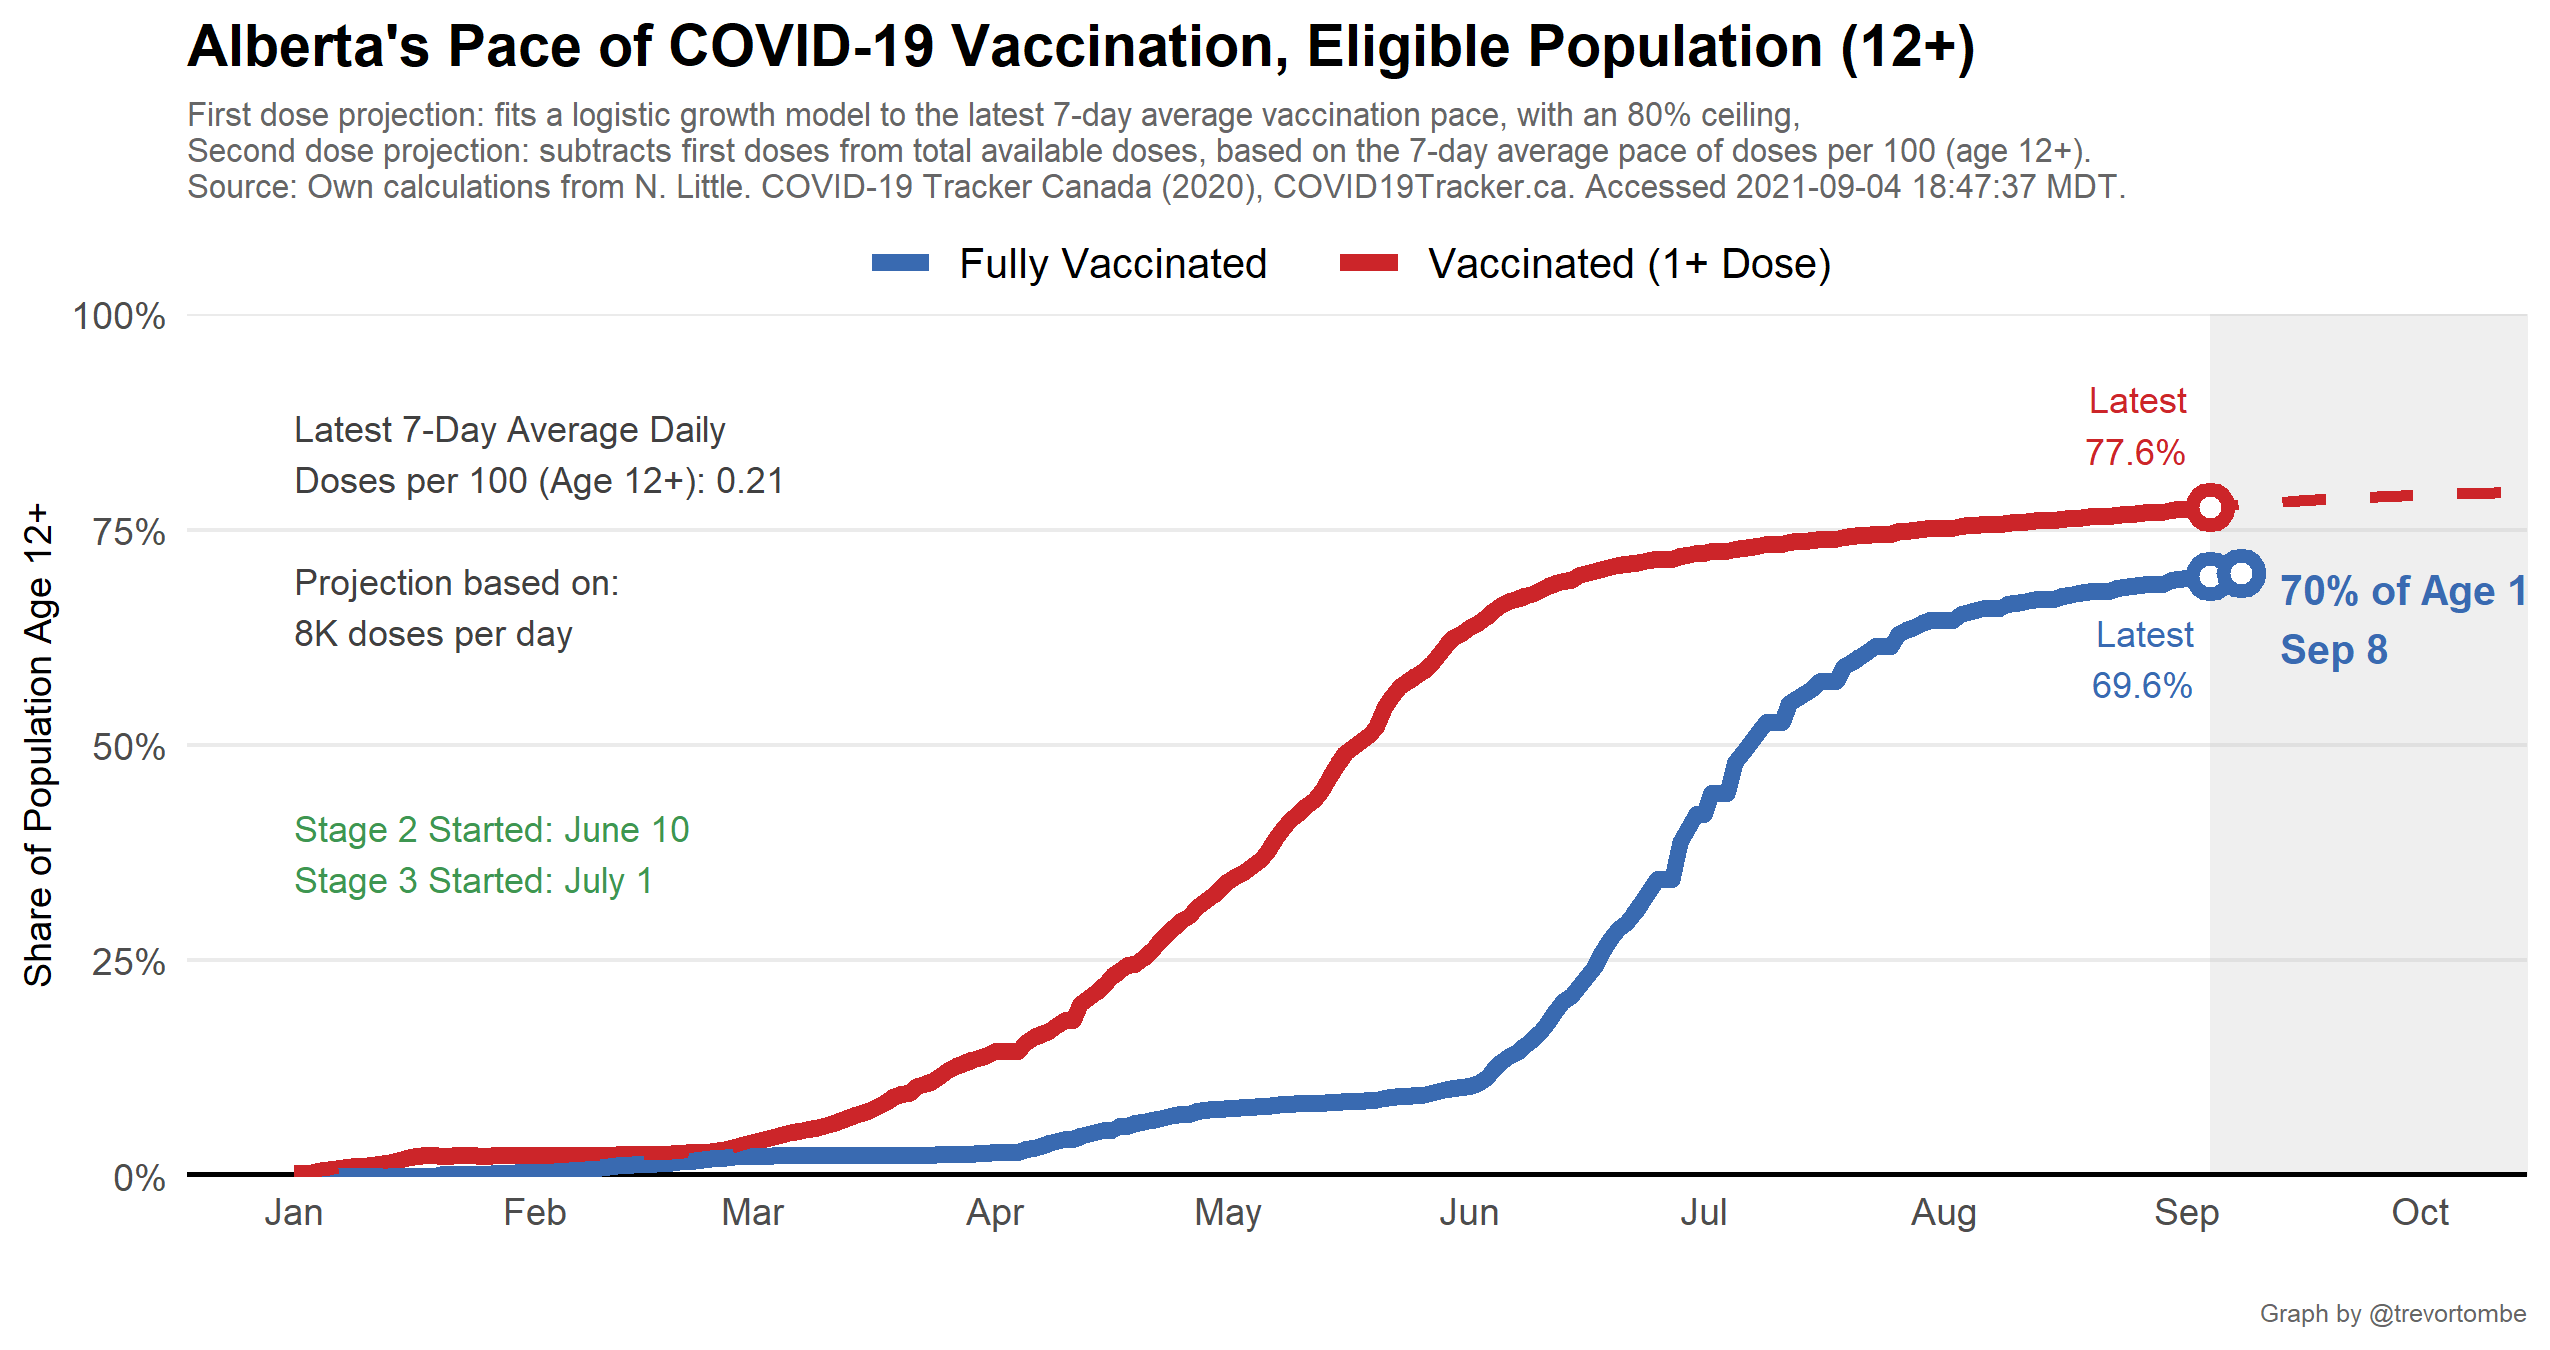 Alberta's Pace of COVID-19 Vaccination, Eligible Population (12+)
First dose projection: fits a logistic growth model to the latest 7-day average vaccination pace, with an 80% ceiling,
Second dose projection: subtracts first doses from total available doses, based on the 7-day average pace of doses per 100 (age 12+).
Source: Own calculations from N. Little. COVID-19 Tracker Canada (2020), COVID19Tracker.ca. Accessed 2021-09-04 18:47:37 MDT.
Fully Vaccinated
Vaccinated (1+ Dose)
Share of Population Age 12+
100%
75%
50%
25%
0%
Latest 7-Day Average Daily
Doses per 100 (Age 12+): 0.21
Projection based on:
8K doses per day
Stage 2 Started: June 10
Stage 3 Started: July 1
Latest
77.6%
70% of Age 1
Sep 8
Latest
69.6%
Jan
Feb
Mar
Apr
May
Jun
Jul
Aug
Sep
Oct
Graph by @trevortombe